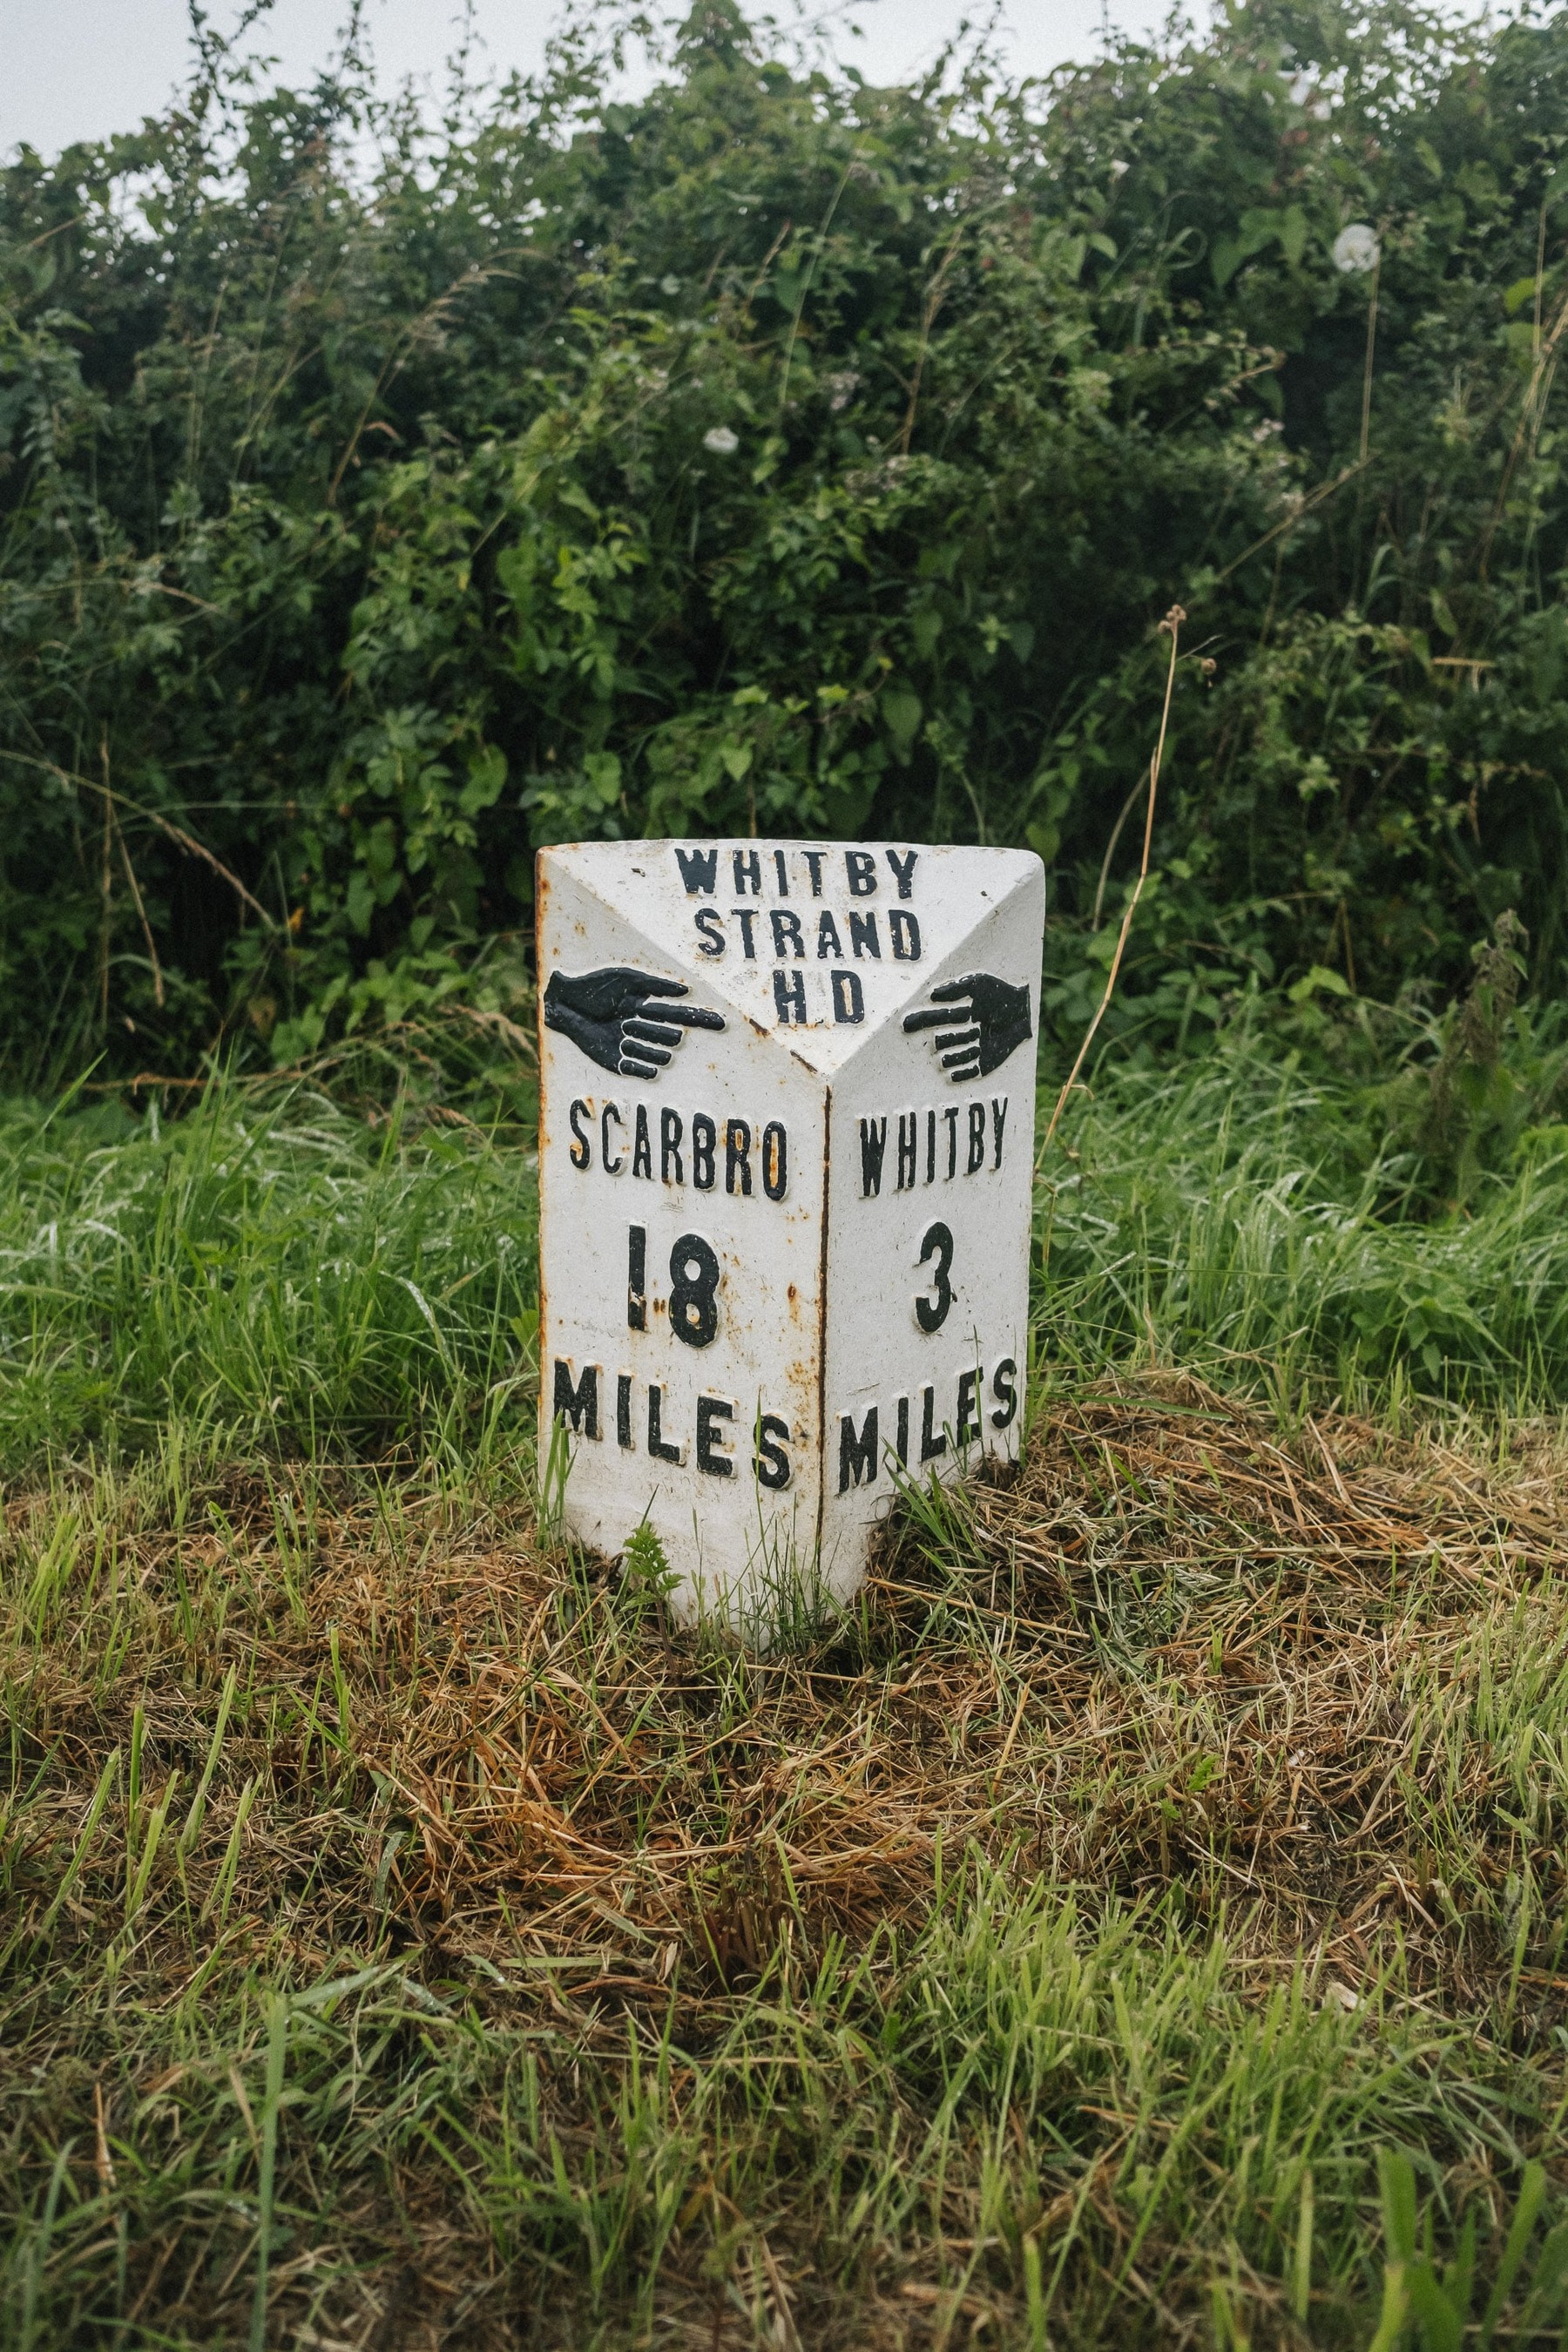 WHITBY
STRAND
H D
SCARBRO
18
MILES
WHITBY
3
MILES